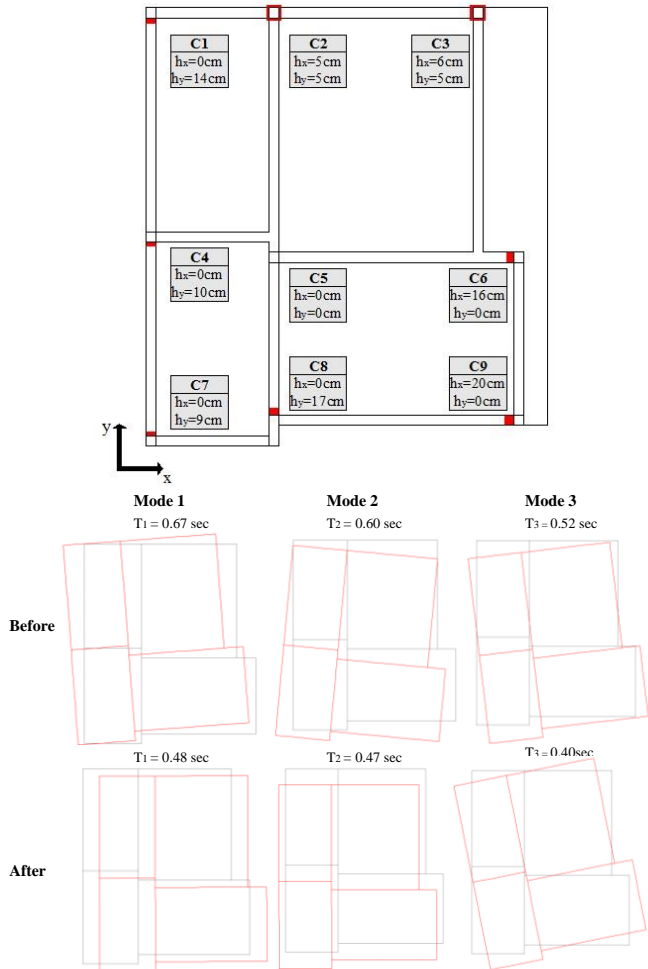 C1 C2 C3
hx=0cm hx=5cm hx=6cm
hy=14cm hy=5cm hy=5cm
C4 C5 C6
hx=0cm hx=0cm hx=16cm
hy=10cm hy=0cm hy=0cm
C7 C8 C9
hx=0cm hx=0cm hx=20cm
hy=9cm hy=17cm hy=0cm
y
x
Mode 1 Mode 2 Mode 3
T1 = 0.67 sec T2 = 0.60 sec T3 = 0.52 sec
Before
T1 = 0.48 sec T2 = 0.47 sec T3 = 0.40sec
After